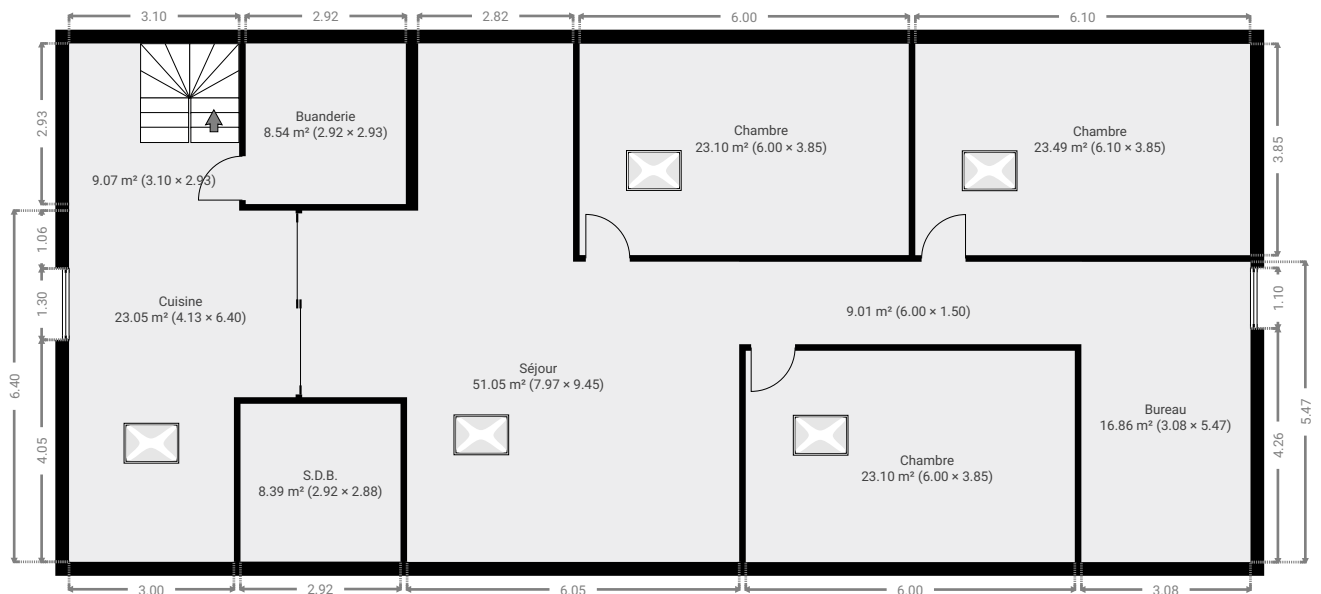 3.10
2.92
2.82
6.00
6.10
2.93
Buanderie
8.54 m² (2.92 × 2.93)
Chambre
23.10 m² (6.00 × 3.85)
Chambre
23.49 m² (6.10 × 3.85)
3.85
9.07 m² (3.10 × 2.93)
1.06
1.30
Cuisine
23.05 m² (4.13 × 6.40)
9.01 m² (6.00 × 1.50)
1.10
6.40
Séjour
51.05 m² (7.97 × 9.45)
Bureau
16.86 m² (3.08 × 5.47)
5.47
4.05
4.26
S.D.B.
8.39 m² (2.92 × 2.88)
Chambre
23.10 m² (6.00 × 3.85)
3.00
2.92
6.05
6.00
3.08